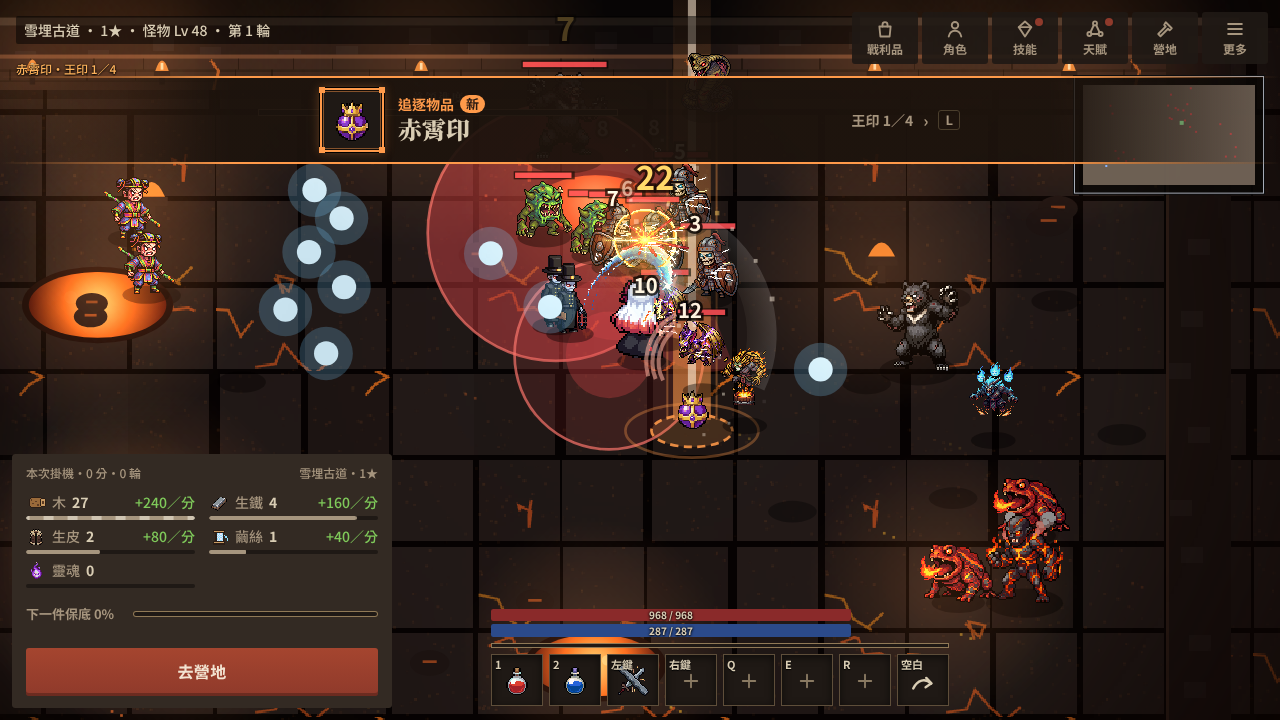 雪埋古道 · 1★ · 怪物 Lv 48 · 第 1 輪
7
戰利品
角色
技能
天賦
營地
更多
赤霄印 · 王印 1／4
追逐物品 新
赤霄印
王印 1／4 › L
8 8
5
22
6
7
3
10
12
8
本次掛機 · 0 分 · 0 輪
雪埋古道 · 1★
木 27 +240／分
生鐵 4 +160／分
生皮 2 +80／分
繭絲 1 +40／分
靈魂 0
下一件保底 0%
去營地
968 / 968
287 / 287
1
2
左鍵
右鍵
Q
E
R
空白